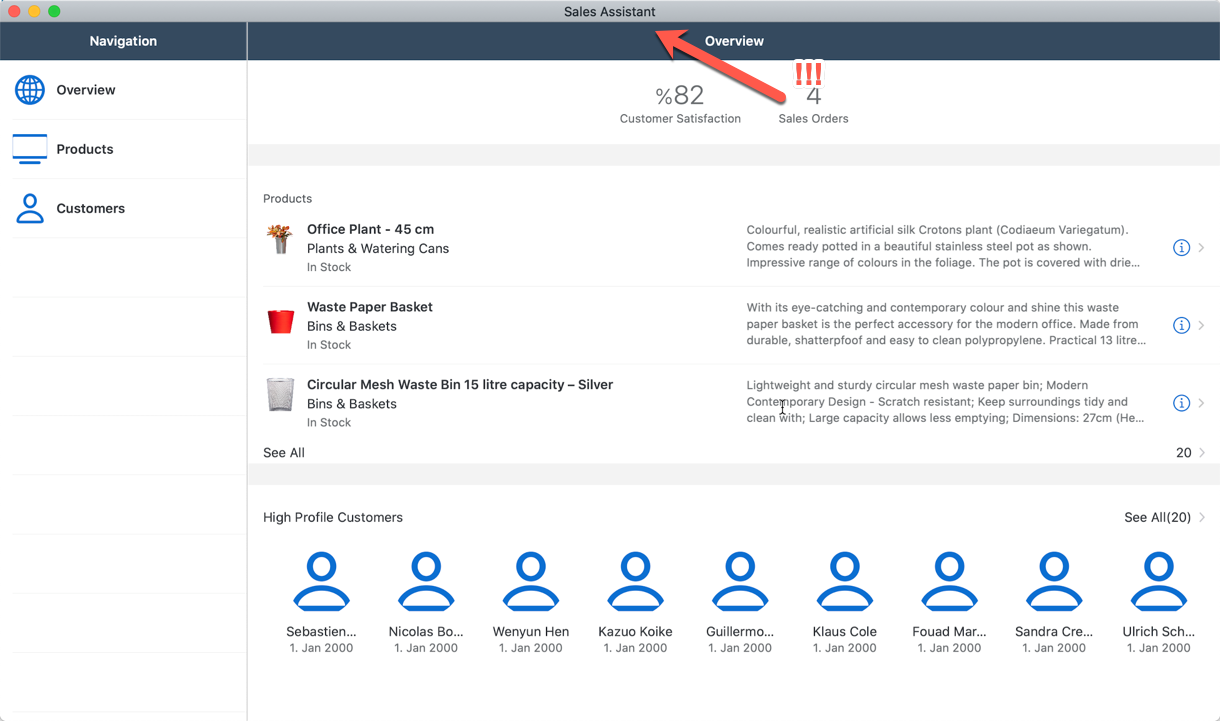 Sales Assistant
Navigation
Overview
Overview
Products
Customers
%82
Customer Satisfaction
!!!
4
Sales Orders
Products
Office Plant - 45 cm
Plants & Watering Cans
In Stock
Colourful, realistic artificial silk Crotons plant (Codiaeum Variegatum).
Comes ready potted in a beautiful stainless steel pot as shown.
Impressive range of colours in the foliage. The pot is covered with drie...
Waste Paper Basket
Bins & Baskets
In Stock
With its eye-catching and contemporary colour and shine this waste
paper basket is the perfect accessory for the modern office. Made from
durable, shatterpfoof and easy to clean polypropylene. Practical 13 litre...
Circular Mesh Waste Bin 15 litre capacity – Silver
Bins & Baskets
In Stock
Lightweight and sturdy circular mesh waste paper bin; Modern
Contemporary Design - Scratch resistant; Keep surroundings tidy and
clean with; Large capacity allows less emptying; Dimensions: 27cm (He...
See All
20
High Profile Customers
See All(20)
Sebastien...
1. Jan 2000
Nicolas Bo...
1. Jan 2000
Wenyun Hen
1. Jan 2000
Kazuo Koike
1. Jan 2000
Guillermo...
1. Jan 2000
Klaus Cole
1. Jan 2000
Fouad Mar...
1. Jan 2000
Sandra Cre...
1. Jan 2000
Ulrich Sch...
1. Jan 2000